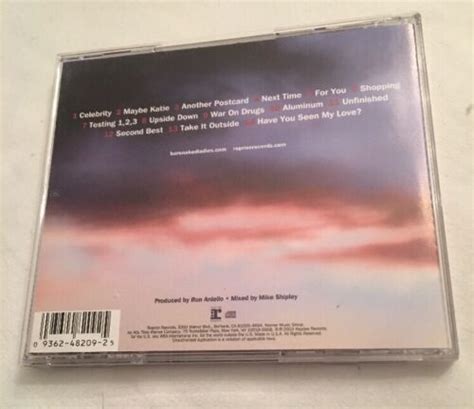 1 Celebrity 2 Maybe Katie 3 Another Postcard 4 Next Time 5 For You 6 Shopping
7 Testing 1,2,3 8 Upside Down 9 War On Drugs 10 Aluminum 11 Unfinished
12 Second Best 13 Take It Outside 14 Have You Seen My Love?
barenakedladies.com repriserecords.com
Produced by Ron Aniello • Mixed by Mike Shipley
0 9362-48209-2 5